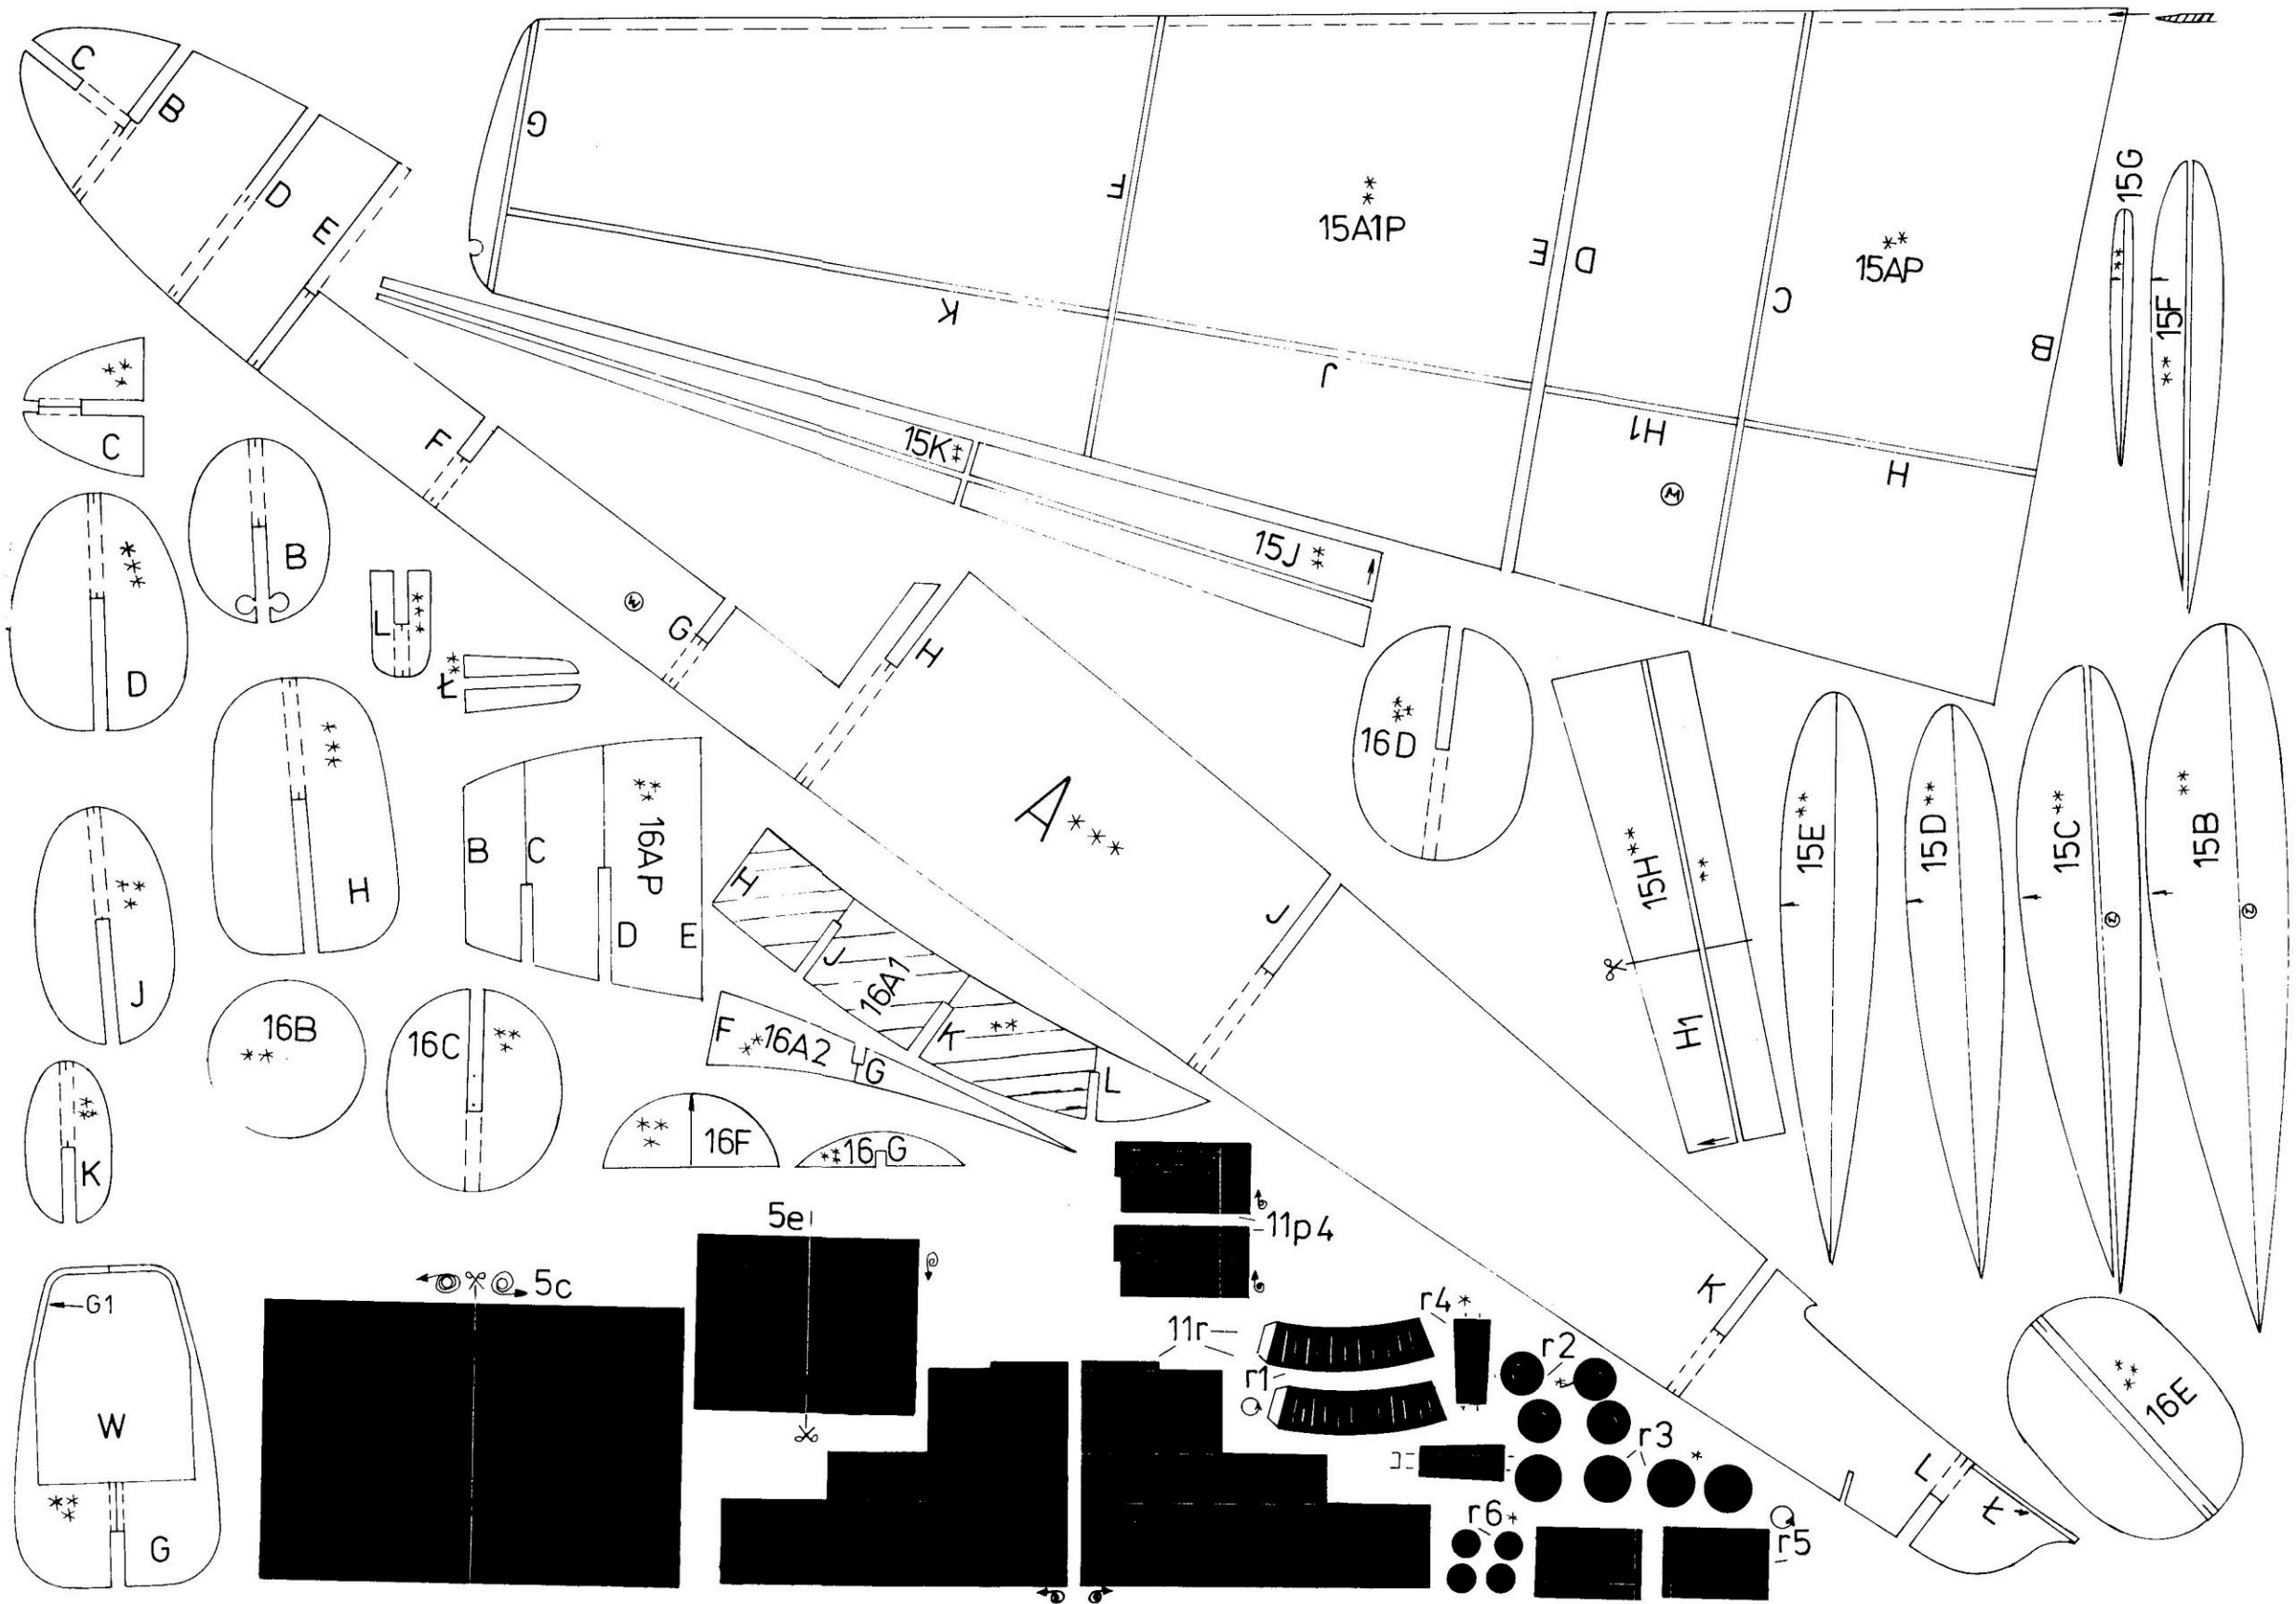 C
B
D
E
G
F
**
15A1P
E
D
**
15AP
C
B
K
J
H1
H
M
15G
***
15F
**
**
*
C
F
15K
**
15J
**
B
***
D
L
***
**
Ł
W
G
H
***
H
B
C
***
16AP
D
E
A***
***
16D
15H**
**
H1
15E**
15D**
15C**
15B
**
***
J
H
J
16A1
K
**
L
J
16B
**
16C
***
F
**
16A2
G
***
16F
**
16G
***
K
5e
11p4
G1
W
***
G
5c
11r
r1
r4*
r2
*
r3
*
r6*
r5
K
L
Ł
***
16E